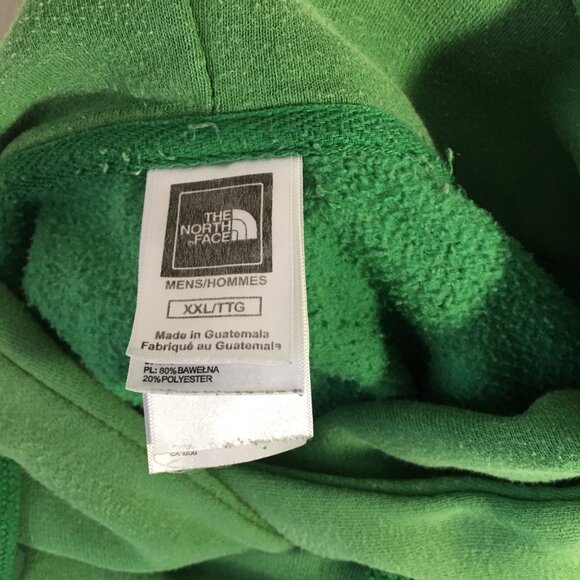 THE
NORTH
FACE
MENS/HOMMES
XXL/TTG
Made in Guatemala
Fabriqué au Guatemala
PL: 80% BAWEŁNA
20% POLYESTER